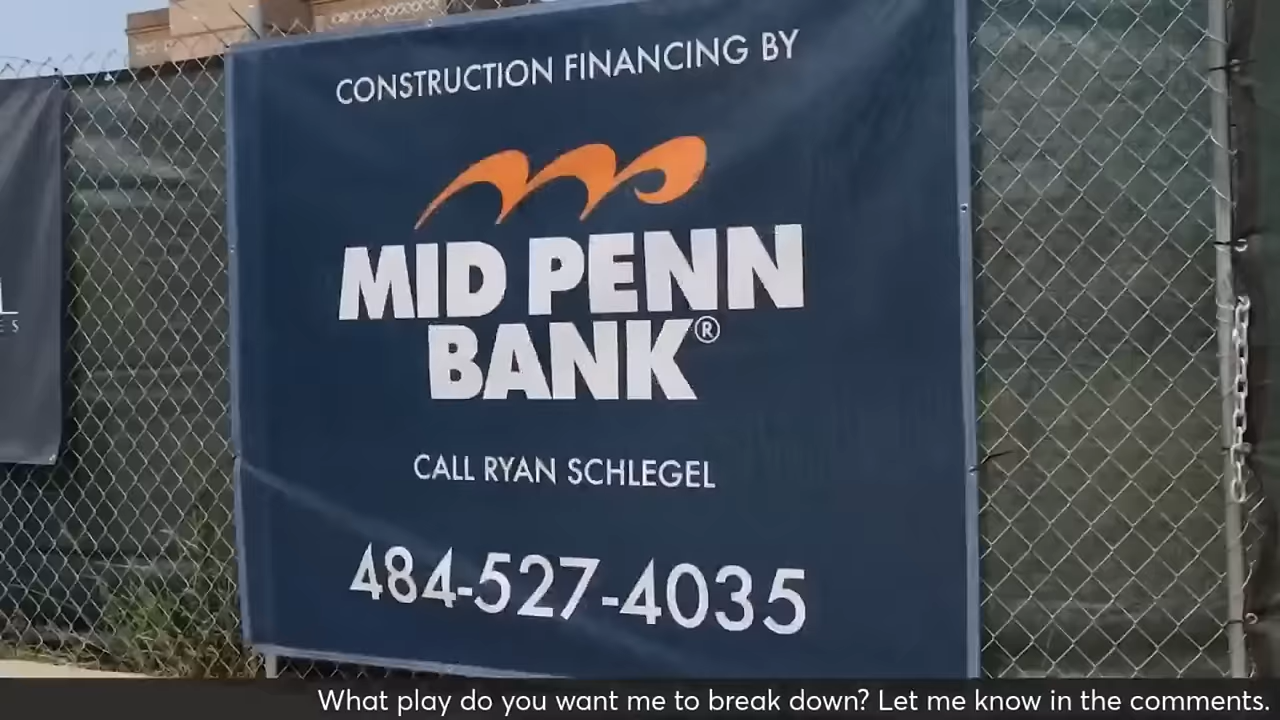 CONSTRUCTION FINANCING BY
MID PENN
BANK®
CALL RYAN SCHLEGEL
484-527-4035
What play do you want me to break down? Let me know in the comments.